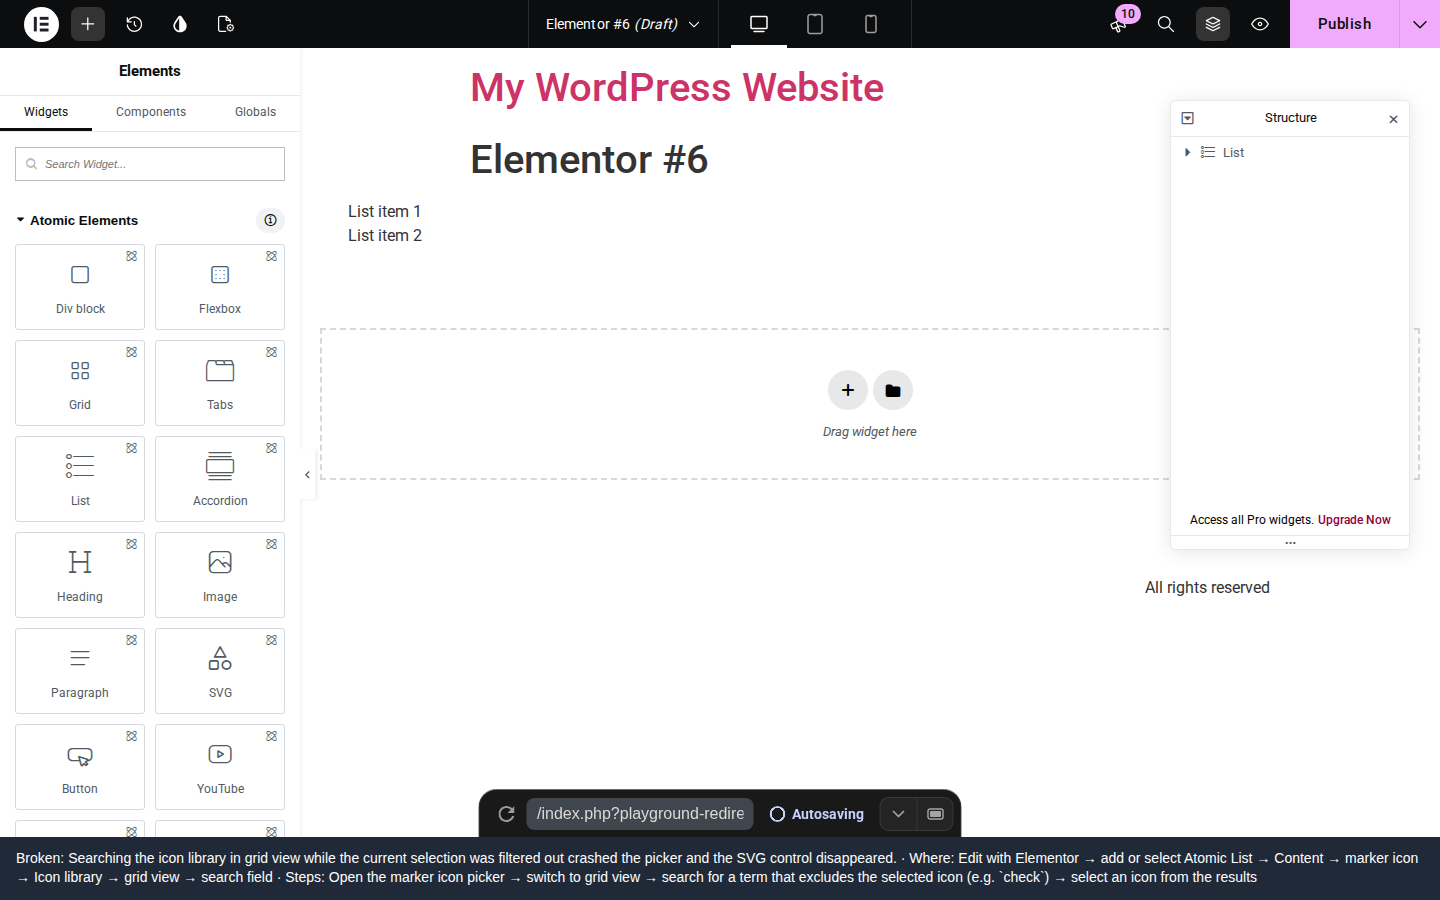 Elementor #6 (Draft)
10
Publish
Elements
Widgets
Components
Globals
Search Widget...
Atomic Elements
Div block
Flexbox
Grid
Tabs
List
Accordion
Heading
Image
Paragraph
SVG
Button
YouTube
My WordPress Website
Elementor #6
List item 1
List item 2
Drag widget here
Structure
List
Access all Pro widgets. Upgrade Now
All rights reserved
/index.php?playground-redire
Autosaving
Broken: Searching the icon library in grid view while the current selection was filtered out crashed the picker and the SVG control disappeared. · Where: Edit with Elementor → add or select Atomic List → Content → marker icon
→ Icon library → grid view → search field · Steps: Open the marker icon picker → switch to grid view → search for a term that excludes the selected icon (e.g. `check`) → select an icon from the results